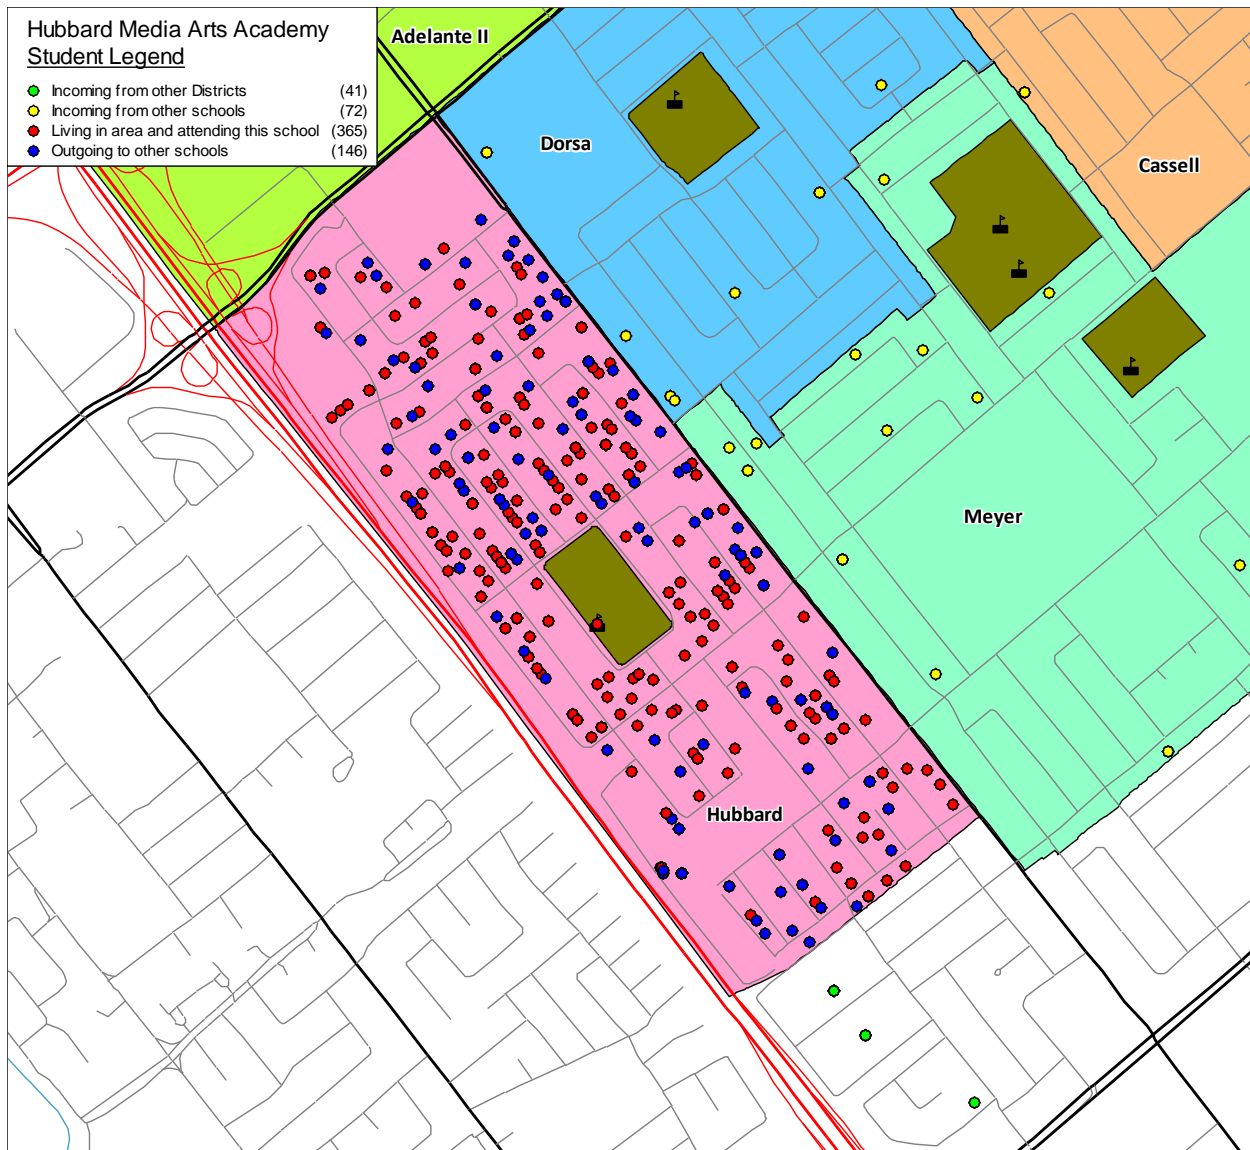 Hubbard Media Arts Academy
Student Legend
Incoming from other Districts (41)
Incoming from other schools (72)
Living in area and attending this school (365)
Outgoing to other schools (146)
Adelante II
Dorsa
Cassell
Meyer
Hubbard